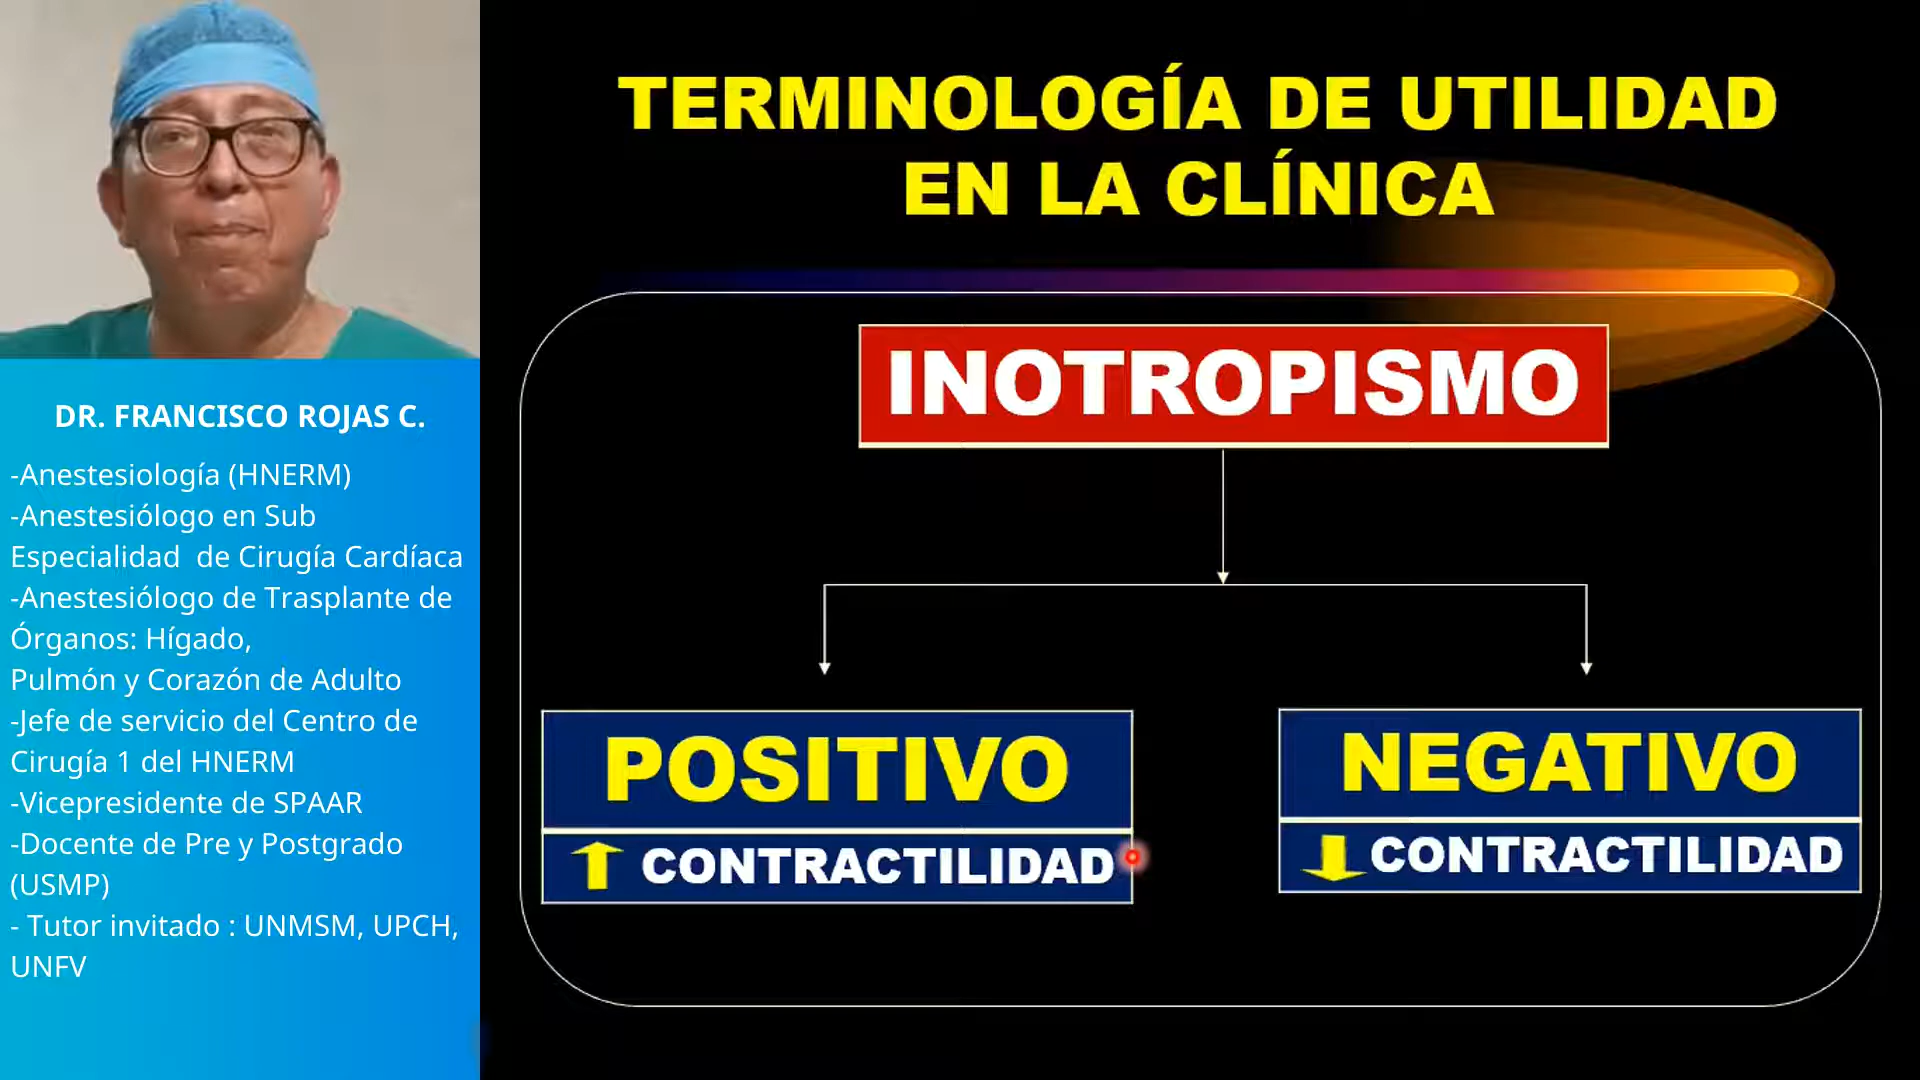 DR. FRANCISCO ROJAS C.
-Anestesiología (HNERM)
-Anestesiólogo en Sub
Especialidad  de Cirugía Cardíaca
-Anestesiólogo de Trasplante de
Órganos: Hígado,
Pulmón y Corazón de Adulto
-Jefe de servicio del Centro de
Cirugía 1 del HNERM
-Vicepresidente de SPAAR
-Docente de Pre y Postgrado
(USMP)
- Tutor invitado : UNMSM, UPCH,
UNFV
TERMINOLOGÍA DE UTILIDAD
EN LA CLÍNICA
INOTROPISMO
POSITIVO
CONTRACTILIDAD
NEGATIVO
CONTRACTILIDAD